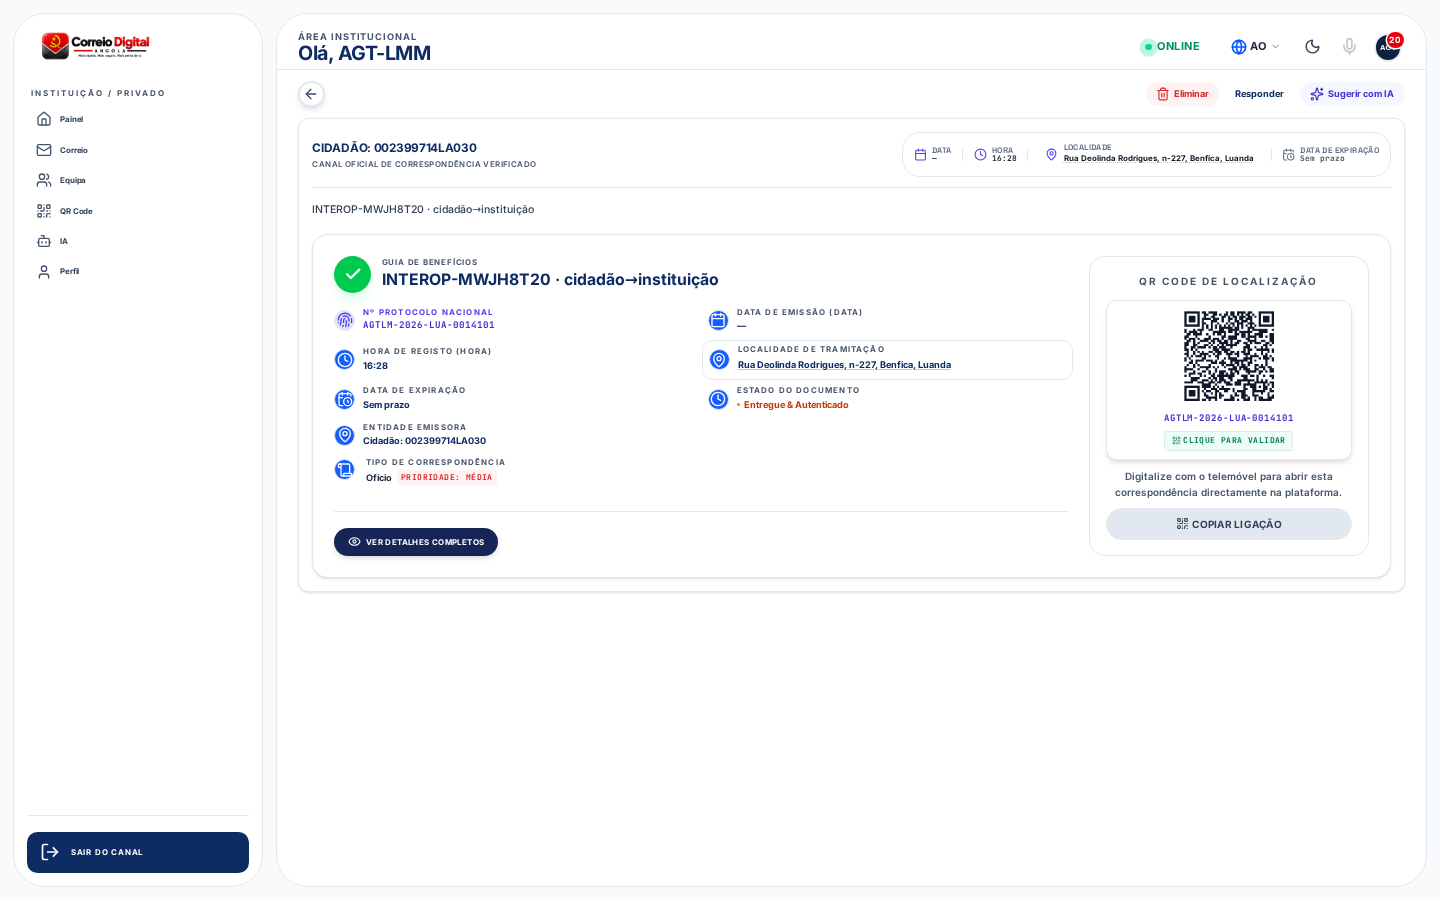 Correio Digital
ANGOLA
INSTITUIÇÃO / PRIVADO
Painel
Correio
Equipa
QR Code
IA
Perfil
SAIR DO CANAL
ÁREA INSTITUCIONAL
Olá, AGT-LMM
ONLINE
AO
20
Eliminar
Responder
Sugerir com IA
CIDADÃO: 002399714LA030
CANAL OFICIAL DE CORRESPONDÊNCIA VERIFICADO
DATA
—
HORA
16:28
LOCALIDADE
Rua Deolinda Rodrigues, n-227, Benfica, Luanda
DATA DE EXPIRAÇÃO
Sem prazo
INTEROP-MWJH8T20 · cidadão→instituição
GUIA DE BENEFÍCIOS
INTEROP-MWJH8T20 · cidadão→instituição
Nº PROTOCOLO NACIONAL
AGTLM-2026-LUA-0014101
DATA DE EMISSÃO (DATA)
—
HORA DE REGISTO (HORA)
16:28
LOCALIDADE DE TRAMITAÇÃO
Rua Deolinda Rodrigues, n-227, Benfica, Luanda
DATA DE EXPIRAÇÃO
Sem prazo
ESTADO DO DOCUMENTO
• Entregue & Autenticado
ENTIDADE EMISSORA
Cidadão: 002399714LA030
TIPO DE CORRESPONDÊNCIA
Ofício PRIORIDADE: MÉDIA
VER DETALHES COMPLETOS
QR CODE DE LOCALIZAÇÃO
AGTLM-2026-LUA-0014101
CLIQUE PARA VALIDAR
Digitalize com o telemóvel para abrir esta
correspondência directamente na plataforma.
COPIAR LIGAÇÃO